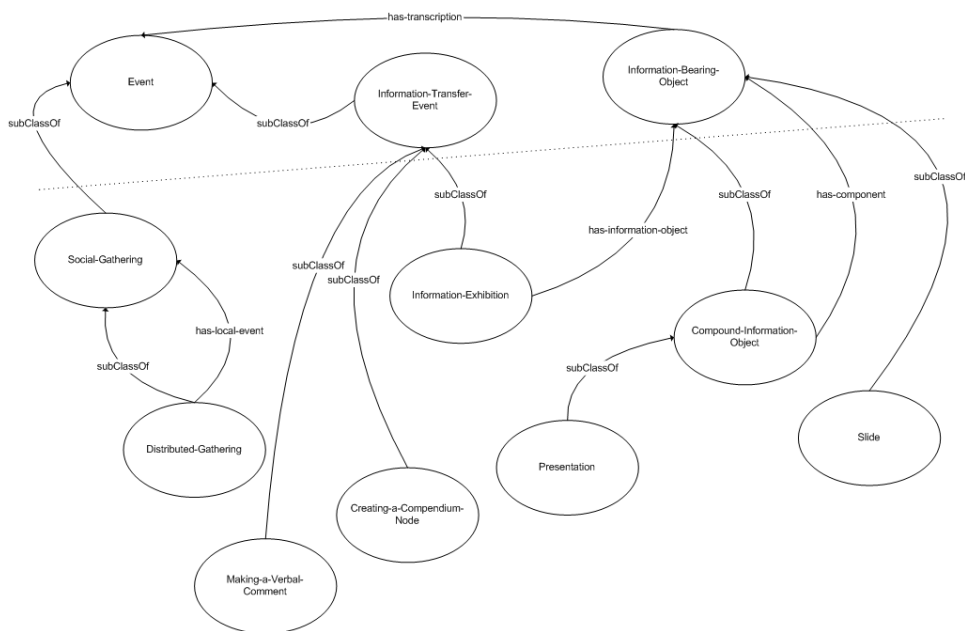 has-transcription
Event
Information-Transfer-
Event
Information-Bearing-
Object
subClassOf
subClassOf
subClassOf
subClassOf
subClassOf
has-component
has-information-object
Social-Gathering
subClassOf
subClassOf
Information-Exhibition
has-local-event
Compound-Information-
Object
subClassOf
subClassOf
Distributed-Gathering
Presentation
Slide
Creating-a-Compendium-
Node
Making-a-Verbal-
Comment